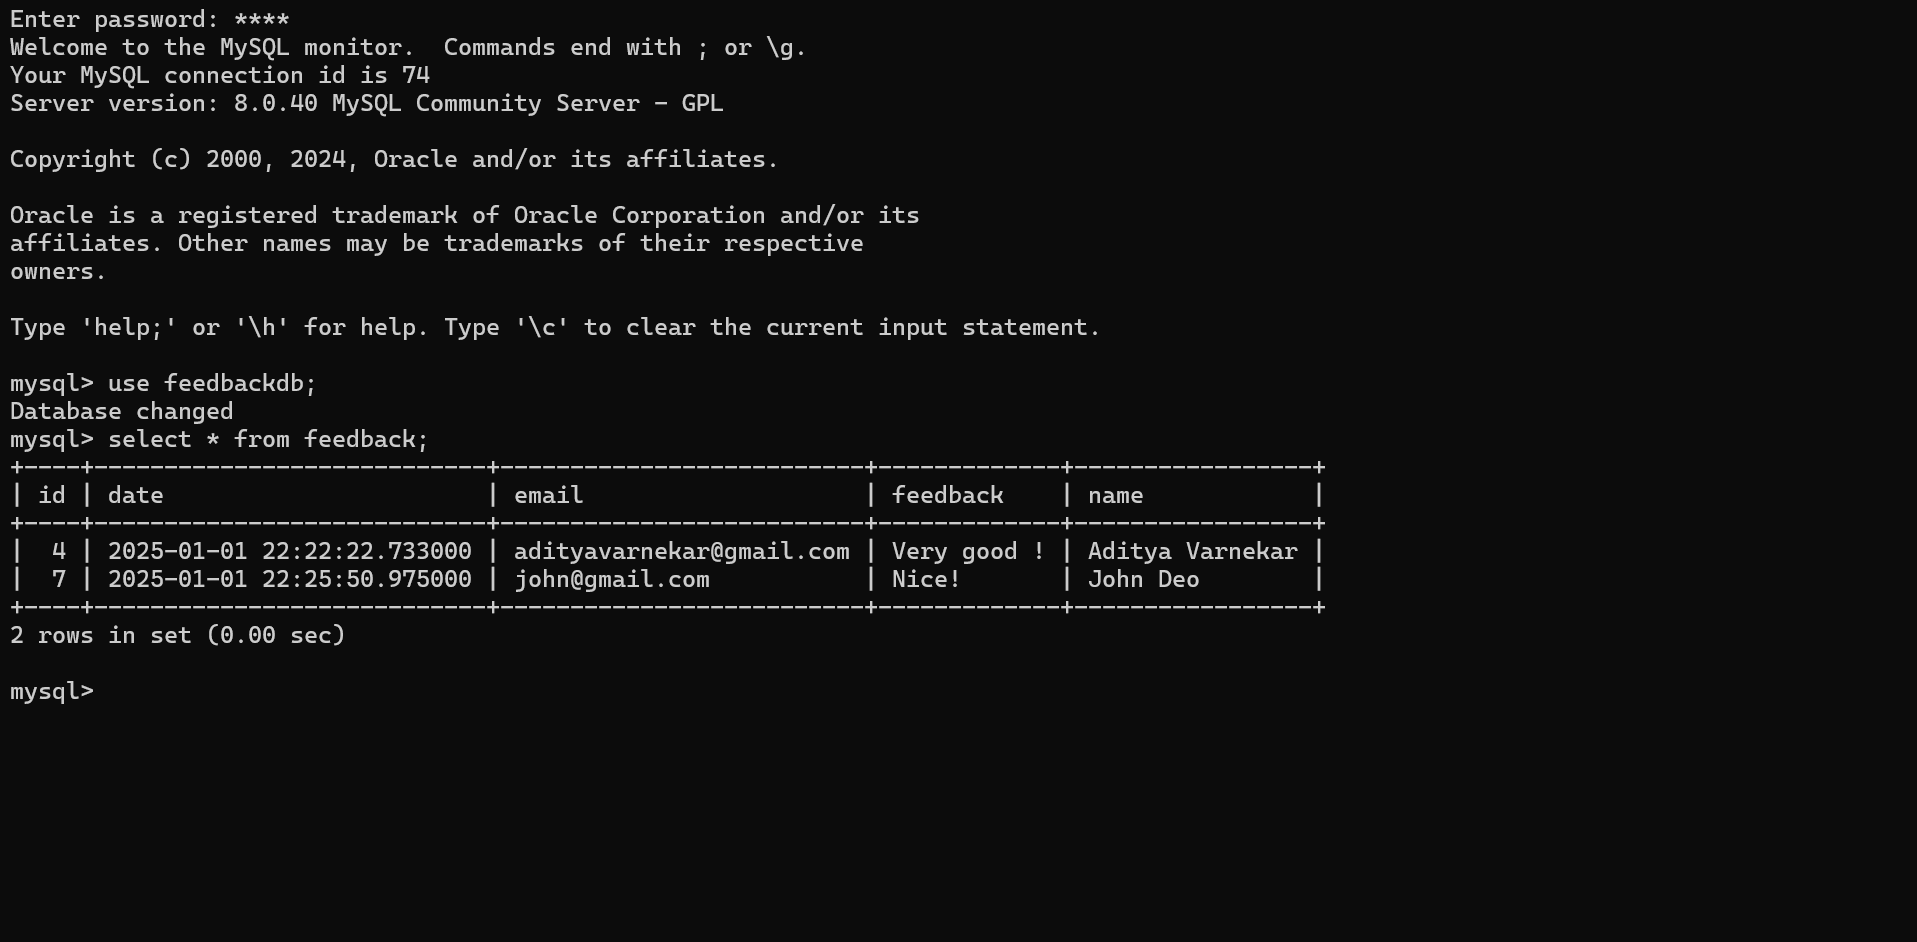 Enter password: ****
Welcome to the MySQL monitor.  Commands end with ; or \g.
Your MySQL connection id is 74
Server version: 8.0.40 MySQL Community Server - GPL

Copyright (c) 2000, 2024, Oracle and/or its affiliates.

Oracle is a registered trademark of Oracle Corporation and/or its
affiliates. Other names may be trademarks of their respective
owners.

Type 'help;' or '\h' for help. Type '\c' to clear the current input statement.

mysql> use feedbackdb;
Database changed
mysql> select * from feedback;
+----+----------------------------+--------------------------+-------------+-----------------+
| id | date                       | email                    | feedback    | name            |
+----+----------------------------+--------------------------+-------------+-----------------+
|  4 | 2025-01-01 22:22:22.733000 | adityavarnekar@gmail.com | Very good ! | Aditya Varnekar |
|  7 | 2025-01-01 22:25:50.975000 | john@gmail.com           | Nice!       | John Deo        |
+----+----------------------------+--------------------------+-------------+-----------------+
2 rows in set (0.00 sec)

mysql>